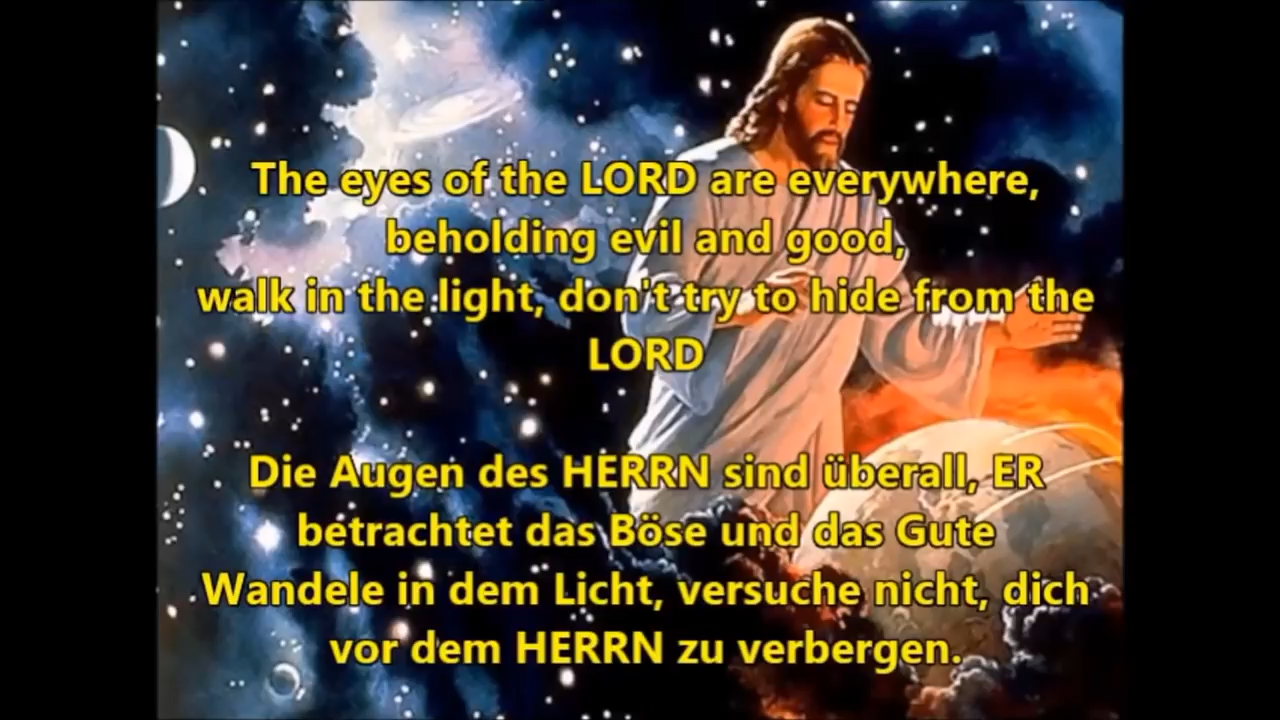 The eyes of the LORD are everywhere,
beholding evil and good,
walk in the light, don't try to hide from the
LORD
Die Augen des HERRN sind überall, ER
betrachtet das Böse und das Gute
Wandele in dem Licht, versuche nicht, dich
vor dem HERRN zu verbergen.